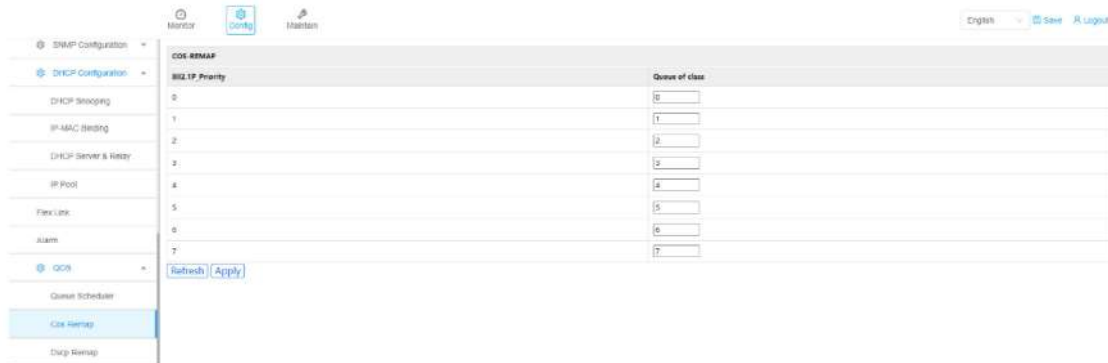 Monitor
Config
Maintain
English
Save
Logout
SNMP Configuration
DHCP Configuration
DHCP Snooping
IP-MAC Binding
DHCP Server & Relay
IP Pool
Flex Link
Alarm
QOS
Queue Scheduler
Cos Remap
Dscp Remap
COS-REMAP
802.1P_Priority Queue of class
0 0
1 1
2 2
3 3
4 4
5 5
6 6
7 7
Refresh Apply